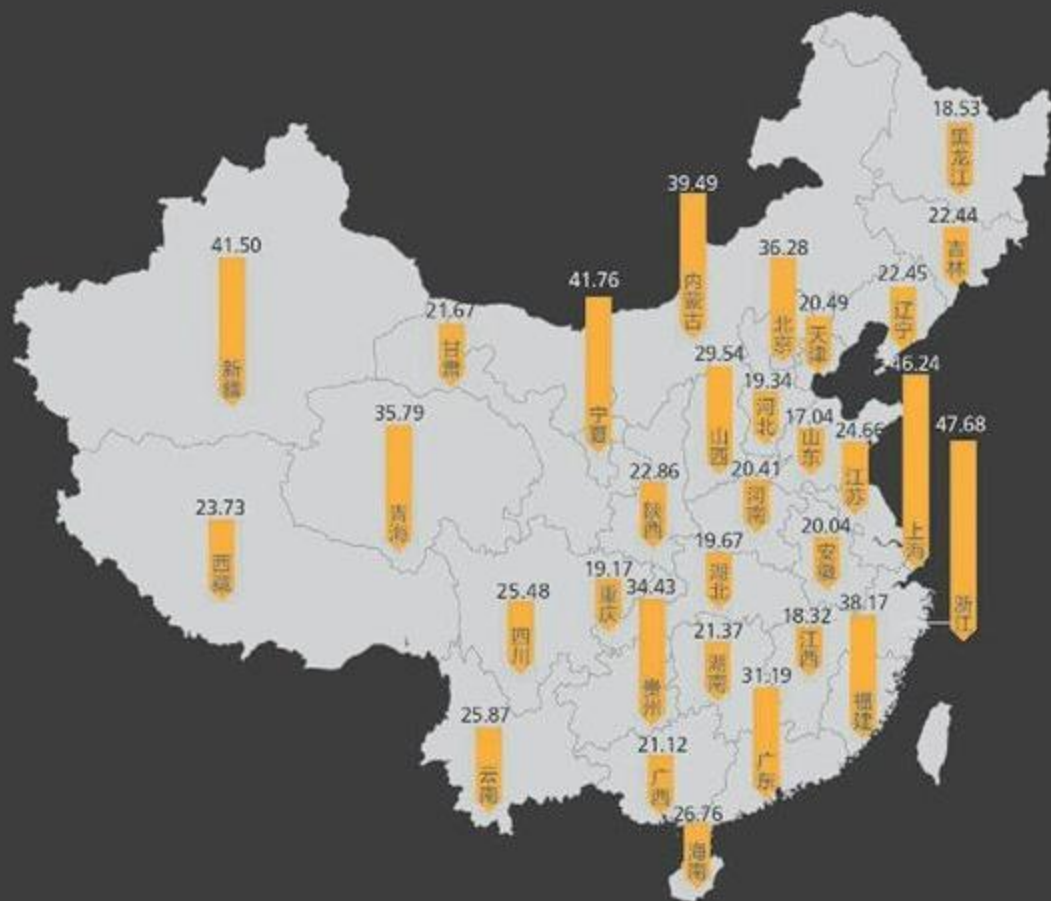 18.53
黑龙江
22.44
吉林
39.49
内蒙古
36.28
北京
22.45
辽宁
20.49
天津
41.50
新疆
41.76
宁夏
21.67
甘肃
29.54
山西
19.34
河北
46.24
上海
35.79
青海
17.04
山东
24.66
江苏
47.68
浙江
22.86
陕西
20.41
河南
23.73
西藏
20.04
安徽
19.67
湖北
25.48
四川
19.17
重庆
34.43
贵州
38.17
福建
18.32
江西
21.37
湖南
31.19
广东
25.87
云南
21.12
广西
26.76
海南